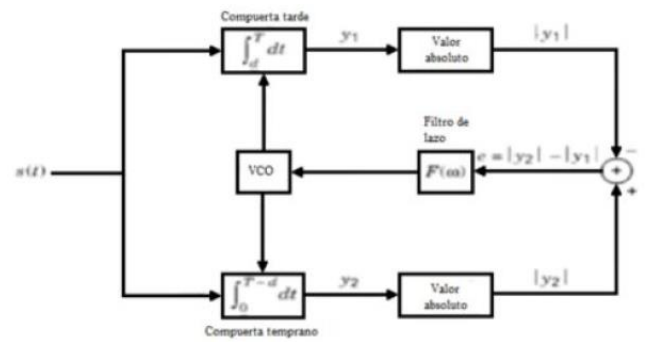 Compuerta tarde
∫_d^T dt
y1
Valor
absoluto
|y1|
Filtro de
lazo
s(t)
VCO
F(ω)
e = |y2| − |y1|
−
+
+
∫_0^{T−d} dt
y2
Valor
absoluto
|y2|
Compuerta temprano